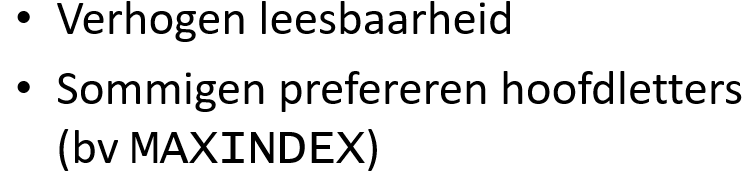 • Verhogen leesbaarheid
• Sommigen prefereren hoofdletters
(bv MAXINDEX)